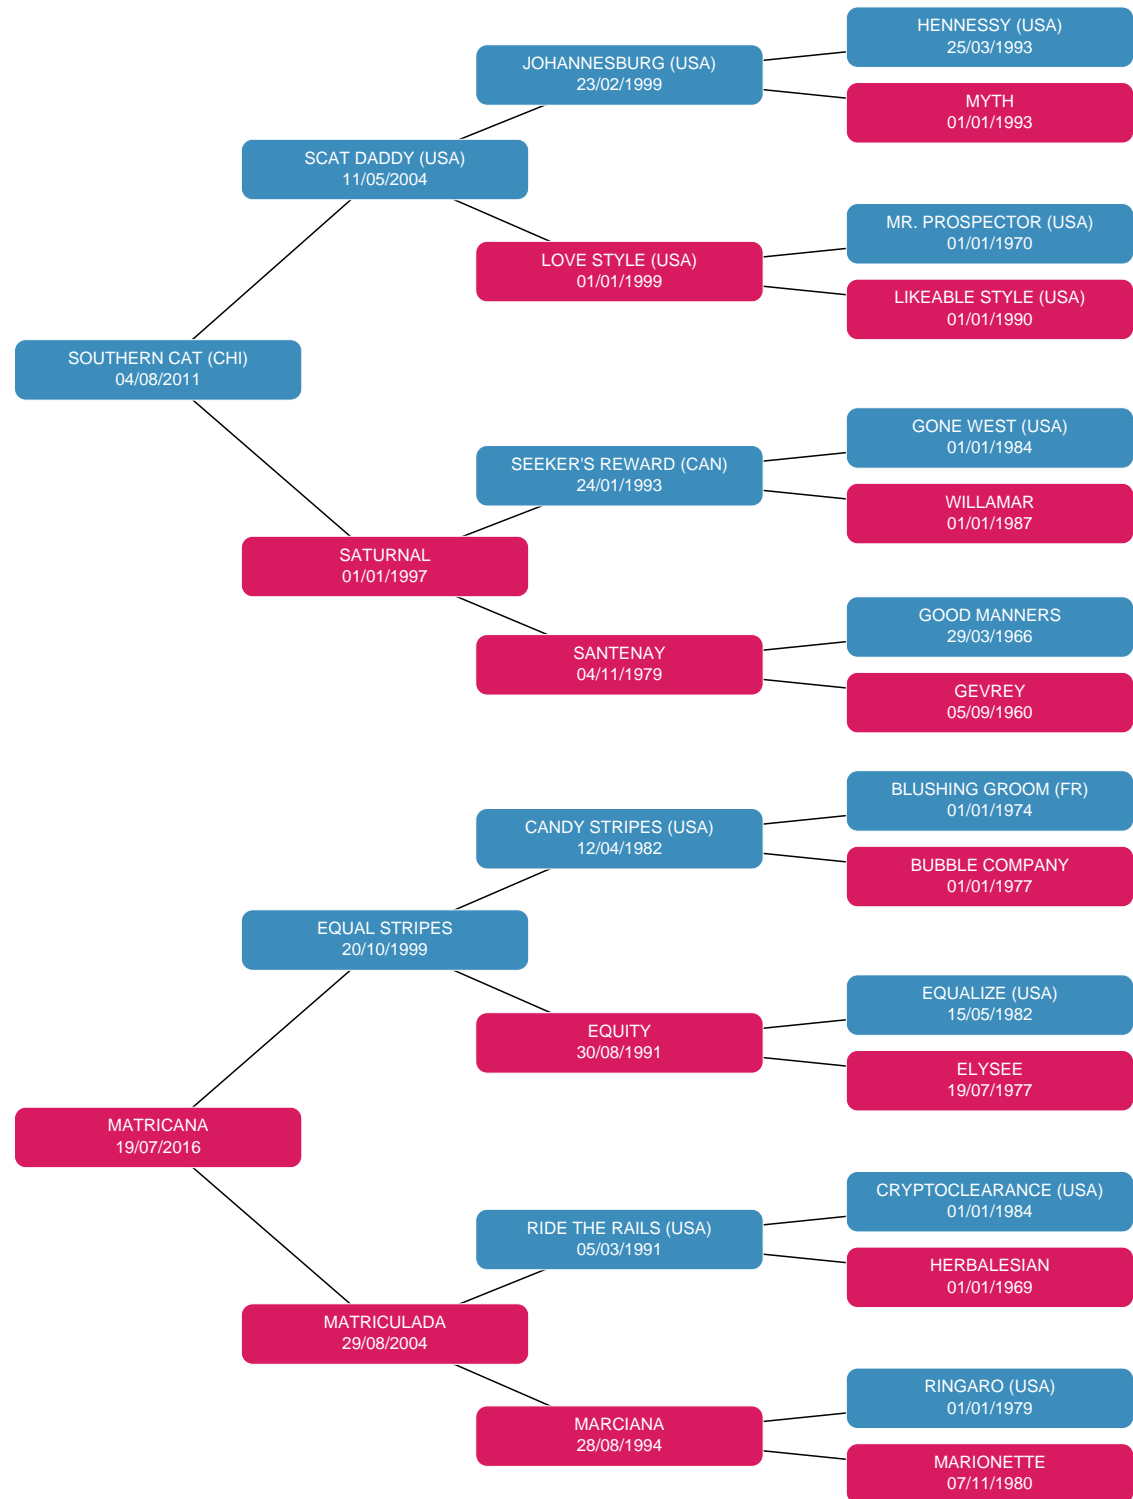 HENNESSY (USA)
25/03/1993
JOHANNESBURG (USA)
23/02/1999
MYTH
01/01/1993
SCAT DADDY (USA)
11/05/2004
MR. PROSPECTOR (USA)
01/01/1970
LOVE STYLE (USA)
01/01/1999
LIKEABLE STYLE (USA)
01/01/1990
SOUTHERN CAT (CHI)
04/08/2011
GONE WEST (USA)
01/01/1984
SEEKER'S REWARD (CAN)
24/01/1993
WILLAMAR
01/01/1987
SATURNAL
01/01/1997
GOOD MANNERS
29/03/1966
SANTENAY
04/11/1979
GEVREY
05/09/1960
BLUSHING GROOM (FR)
01/01/1974
CANDY STRIPES (USA)
12/04/1982
BUBBLE COMPANY
01/01/1977
EQUAL STRIPES
20/10/1999
EQUALIZE (USA)
15/05/1982
EQUITY
30/08/1991
ELYSEE
19/07/1977
MATRICANA
19/07/2016
CRYPTOCLEARANCE (USA)
01/01/1984
RIDE THE RAILS (USA)
05/03/1991
HERBALESIAN
01/01/1969
MATRICULADA
29/08/2004
RINGARO (USA)
01/01/1979
MARCIANA
28/08/1994
MARIONETTE
07/11/1980